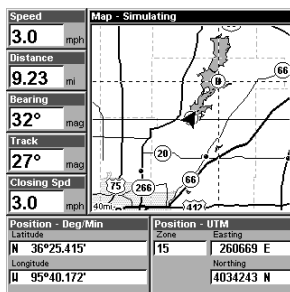 Speed
3.0 mph
Distance
9.23 mi
Bearing
32° mag
Track
27° mag
Closing Spd
3.0 mph
Map - Simulating
66
B
20
66
75
266
412
40mi
Position - Deg/Min
Latitude
N 36°25.415'
Longitude
W 95°40.172'
Position - UTM
Zone Easting
15 260669 E
Northing
4034243 N